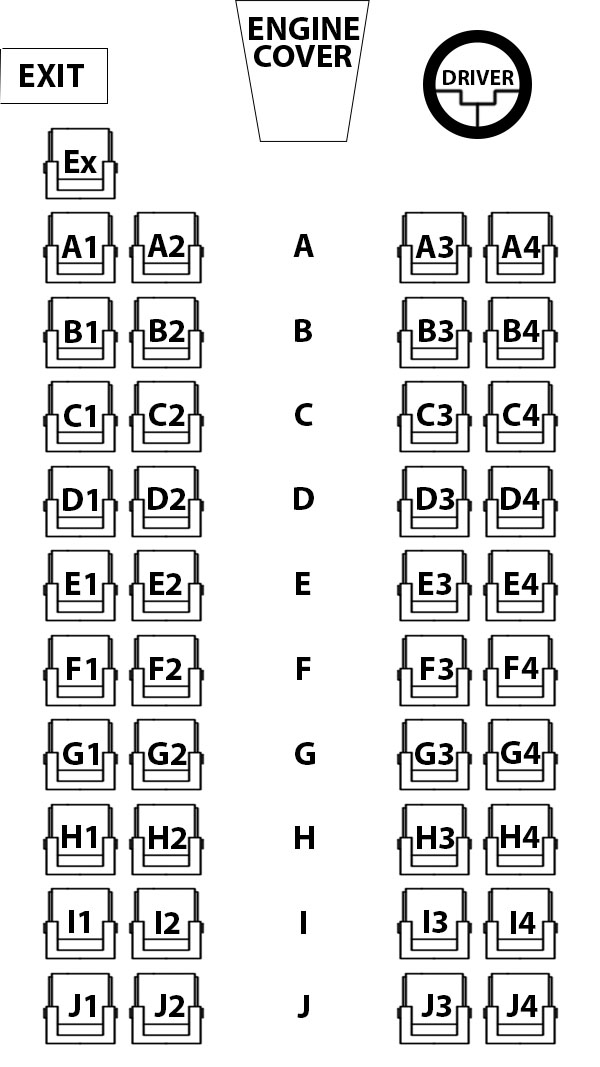 ENGINE
COVER
EXIT
DRIVER
Ex
A1 A2 A A3 A4
B1 B2 B B3 B4
C1 C2 C C3 C4
D1 D2 D D3 D4
E1 E2 E E3 E4
F1 F2 F F3 F4
G1 G2 G G3 G4
H1 H2 H H3 H4
I1 I2 I I3 I4
J1 J2 J J3 J4